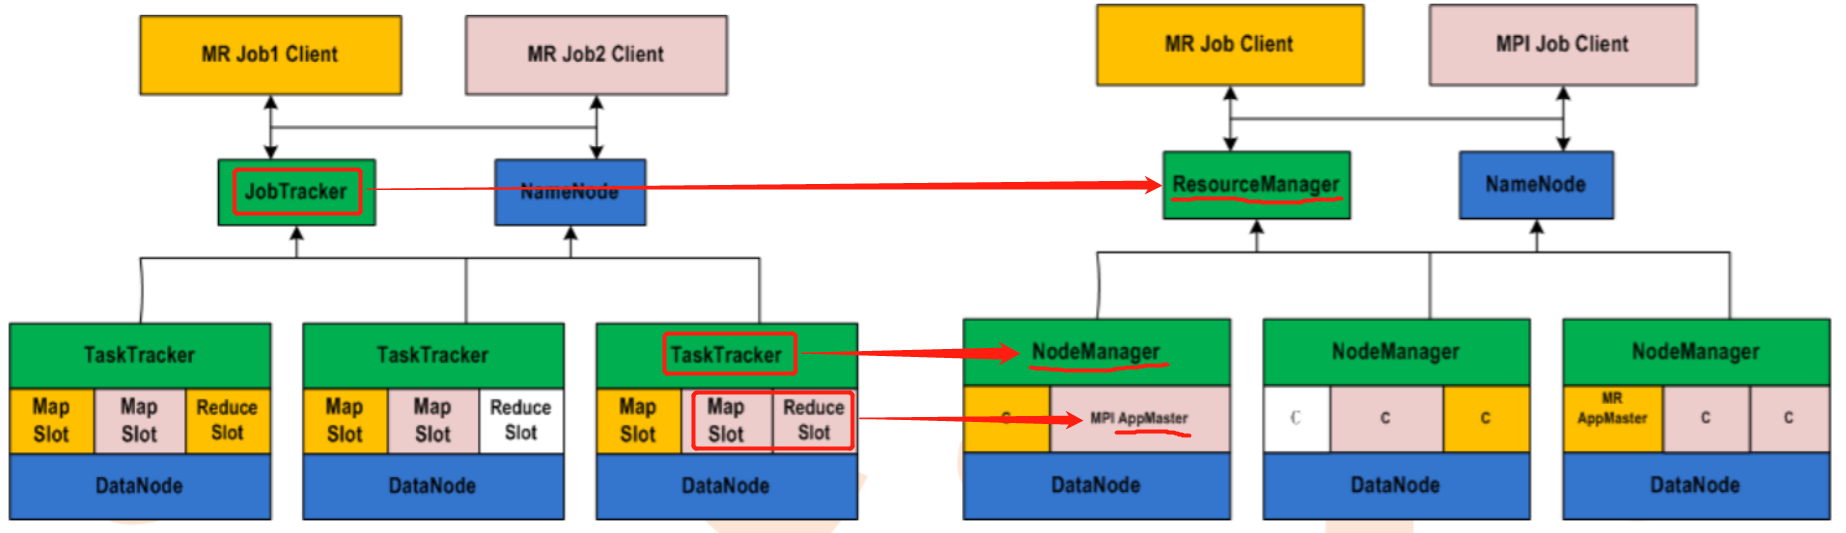 MR Job1 Client
MR Job2 Client
MR Job Client
MPI Job Client
JobTracker
NameNode
ResourceManager
NameNode
TaskTracker
TaskTracker
TaskTracker
NodeManager
NodeManager
NodeManager
Map
Slot
Map
Slot
Reduce
Slot
Map
Slot
Map
Slot
Reduce
Slot
Map
Slot
Map
Slot
Reduce
Slot
C
MPI AppMaster
C
C
C
MR
AppMaster
C
C
DataNode
DataNode
DataNode
DataNode
DataNode
DataNode